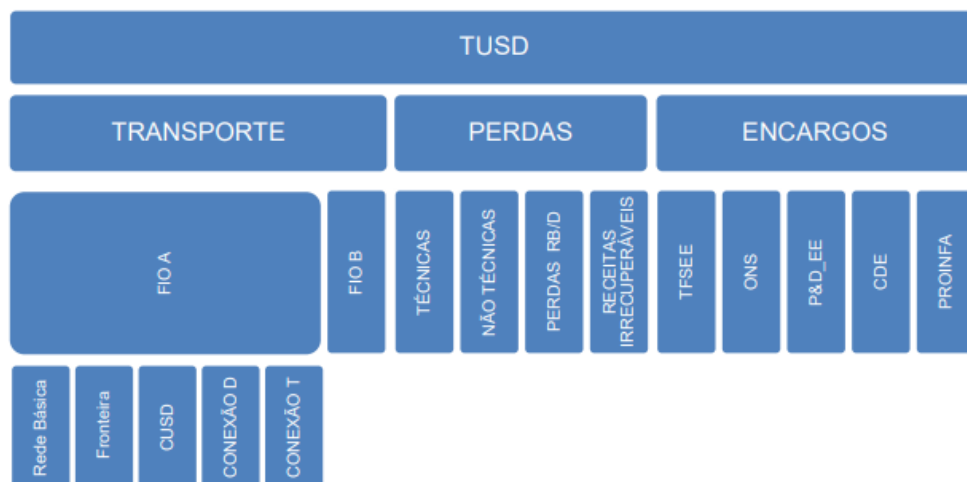 TUSD
TRANSPORTE
PERDAS
ENCARGOS
FIO A
FIO B
TÉCNICAS
NÃO TÉCNICAS
PERDAS RB/D
RECEITAS
IRRECUPERÁVEIS
TFSEE
ONS
P&D_EE
CDE
PROINFA
Rede Básica
Fronteira
CUSD
CONEXÃO D
CONEXÃO T